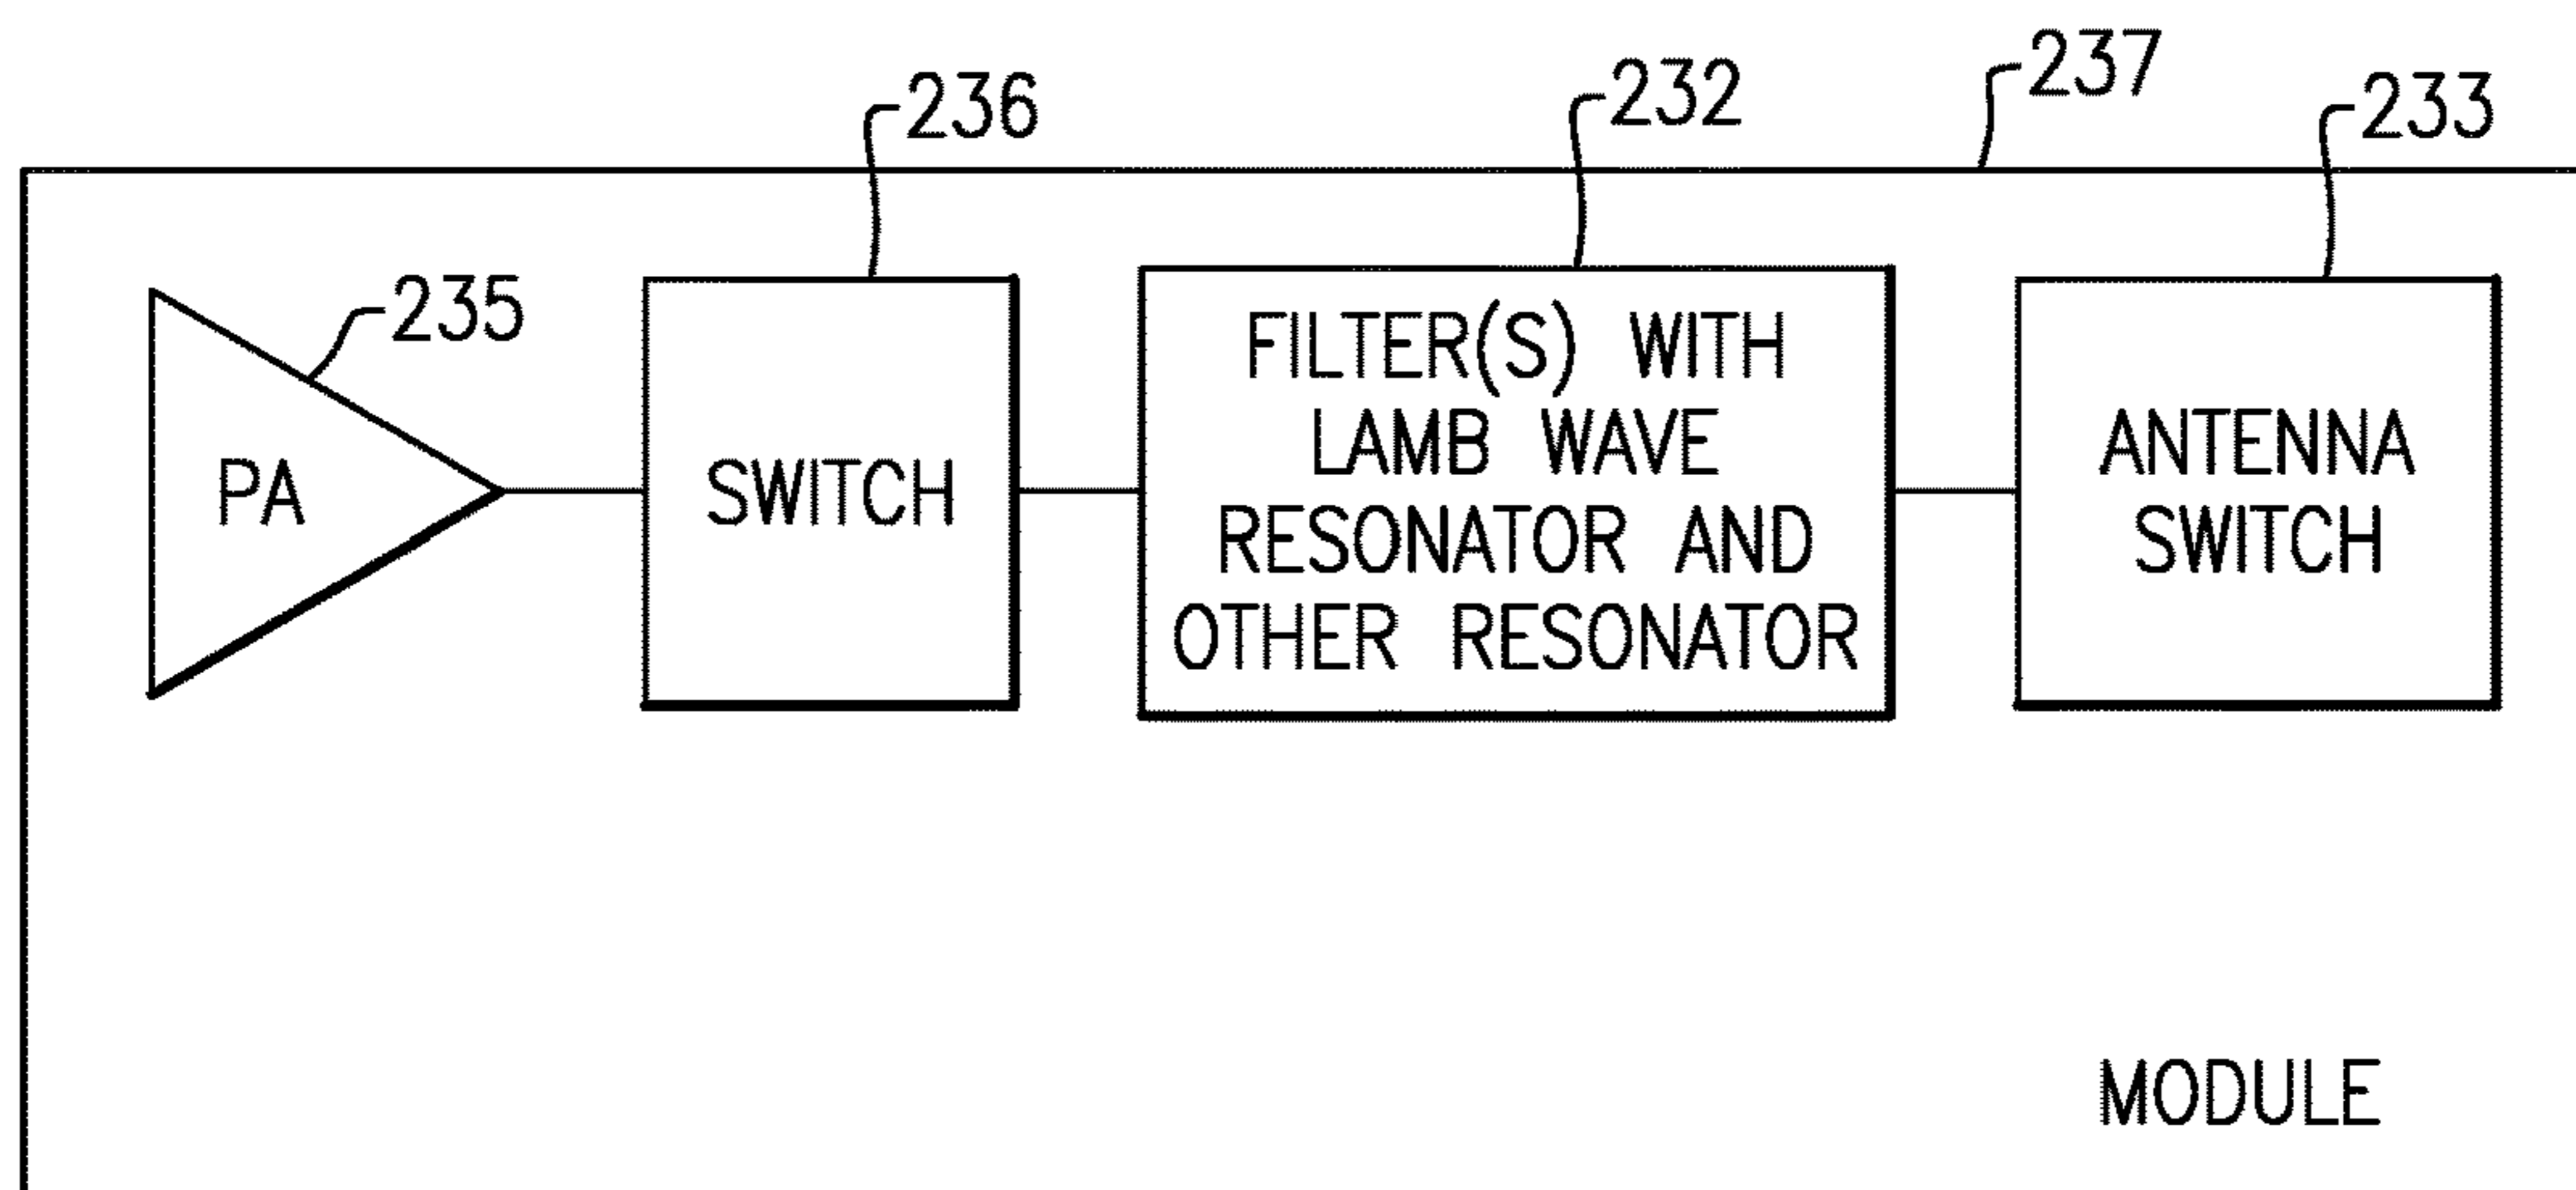 237
236
232
233
235
PA
SWITCH
FILTER(S) WITH
LAMB WAVE
RESONATOR AND
OTHER RESONATOR
ANTENNA
SWITCH
MODULE